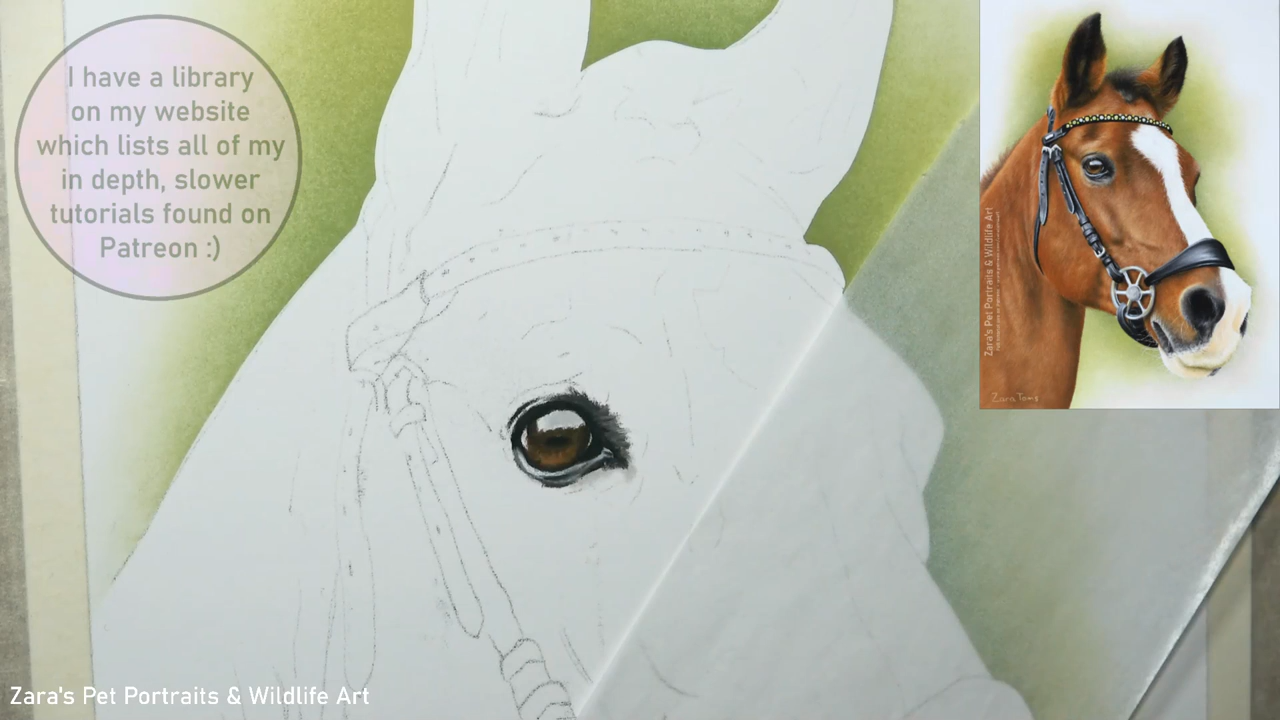 I have a library
on my website
which lists all of my
in depth, slower
tutorials found on
Patreon :)
Zara's Pet Portraits & Wildlife Art
Zara Toms
Zara's Pet Portraits & Wildlife Art